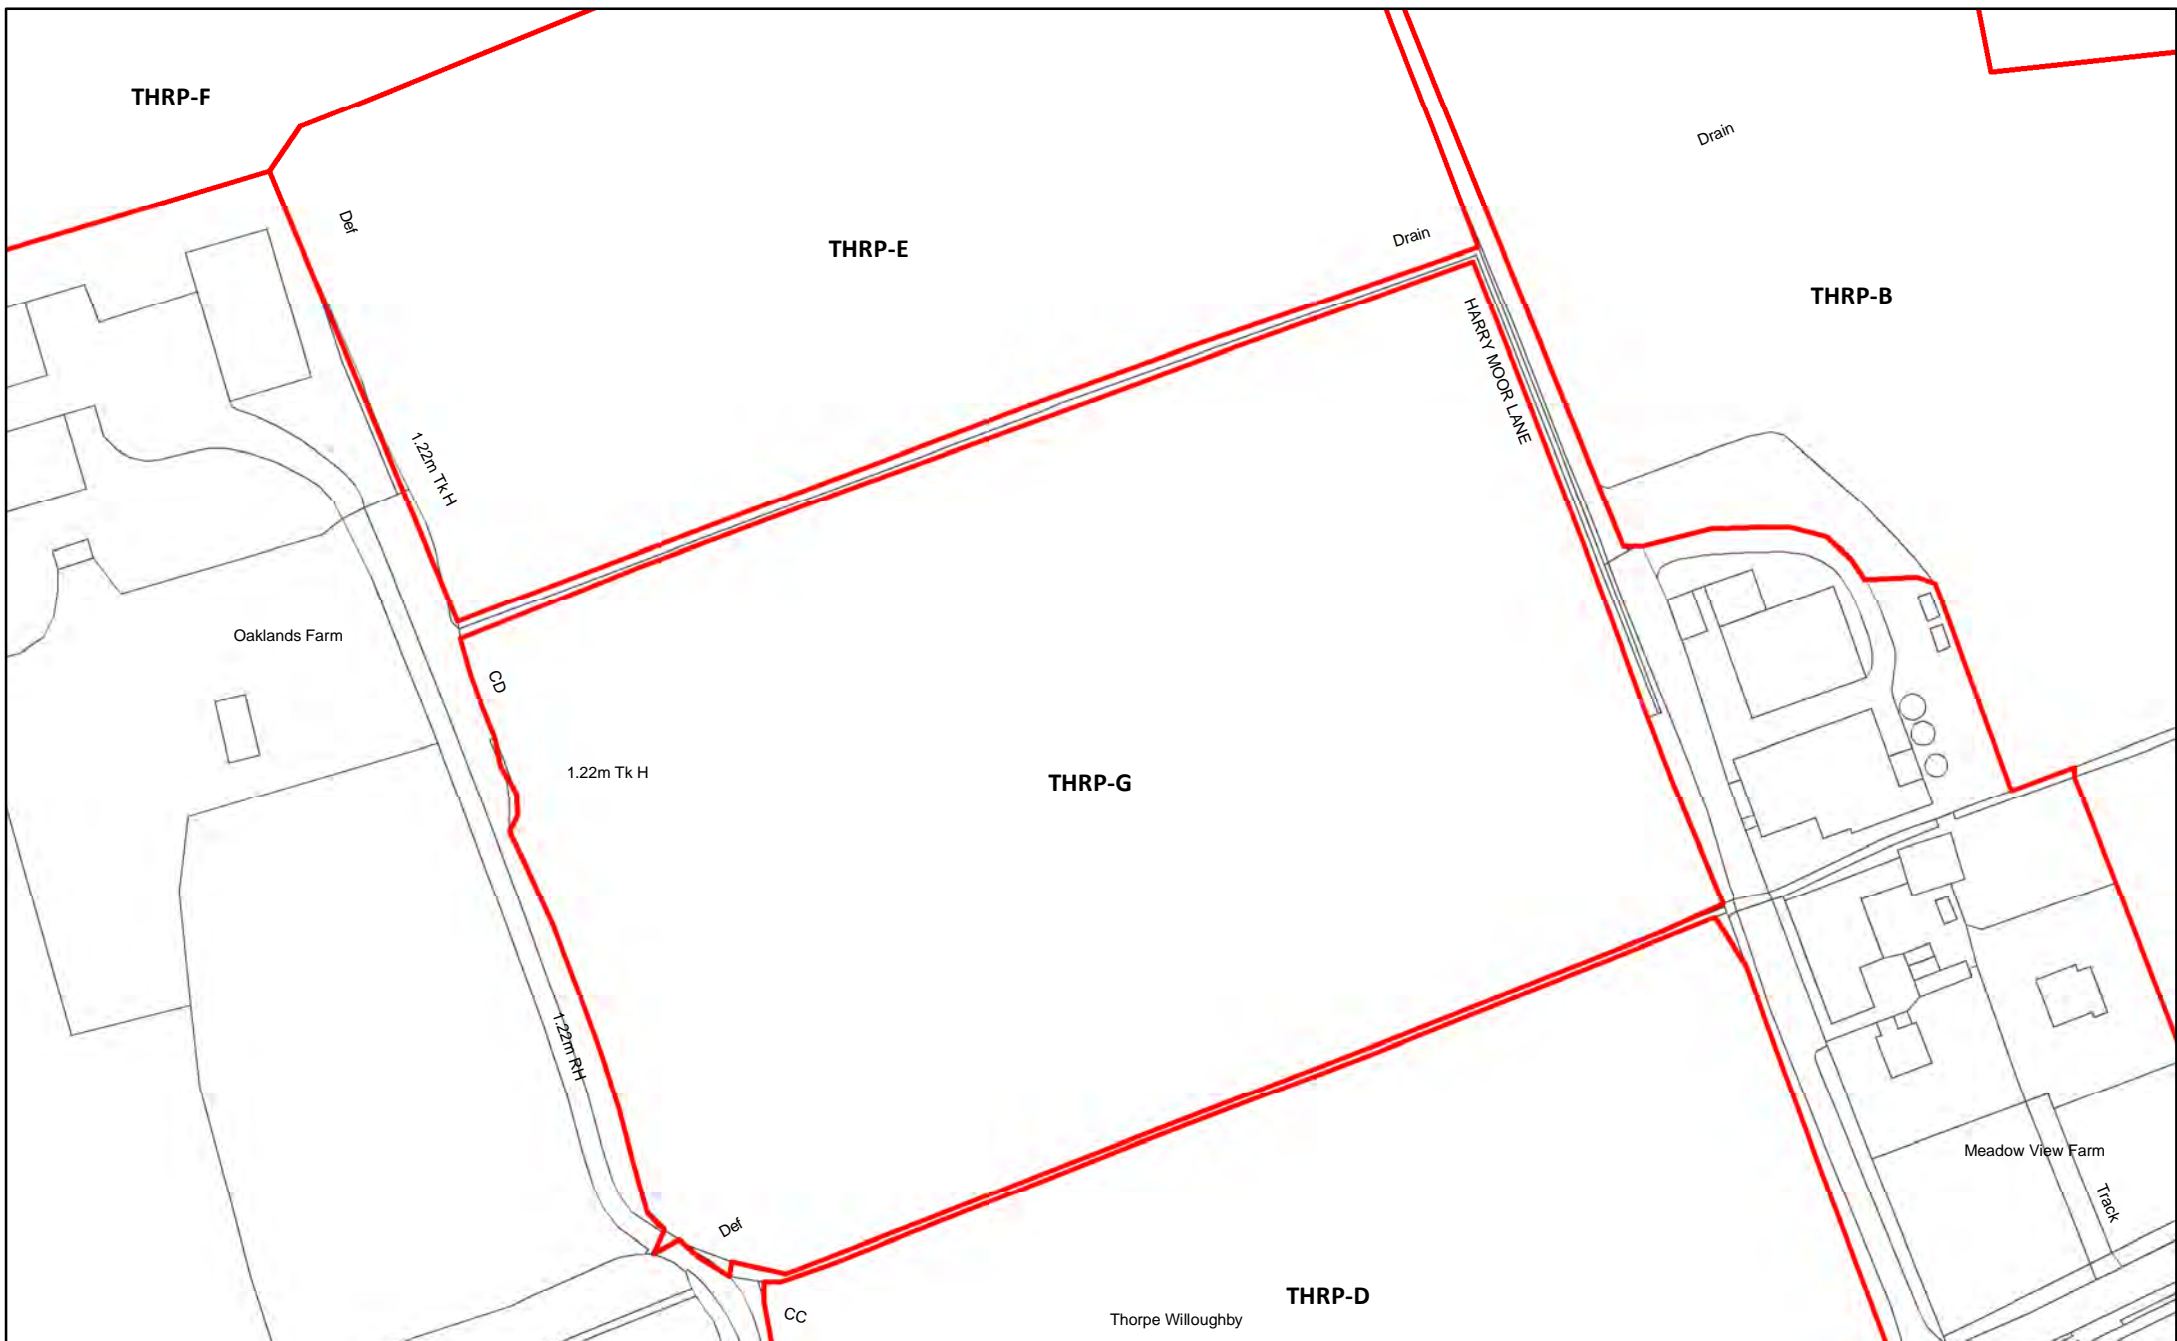 THRP-F
Drain
Def
Drain
THRP-E
THRP-B
HARRY MOOR LANE
1.22m Tk H
Oaklands Farm
CD
1.22m Tk H
THRP-G
1.22m RH
Meadow View Farm
Track
Def
THRP-D
CC
Thorpe Willoughby